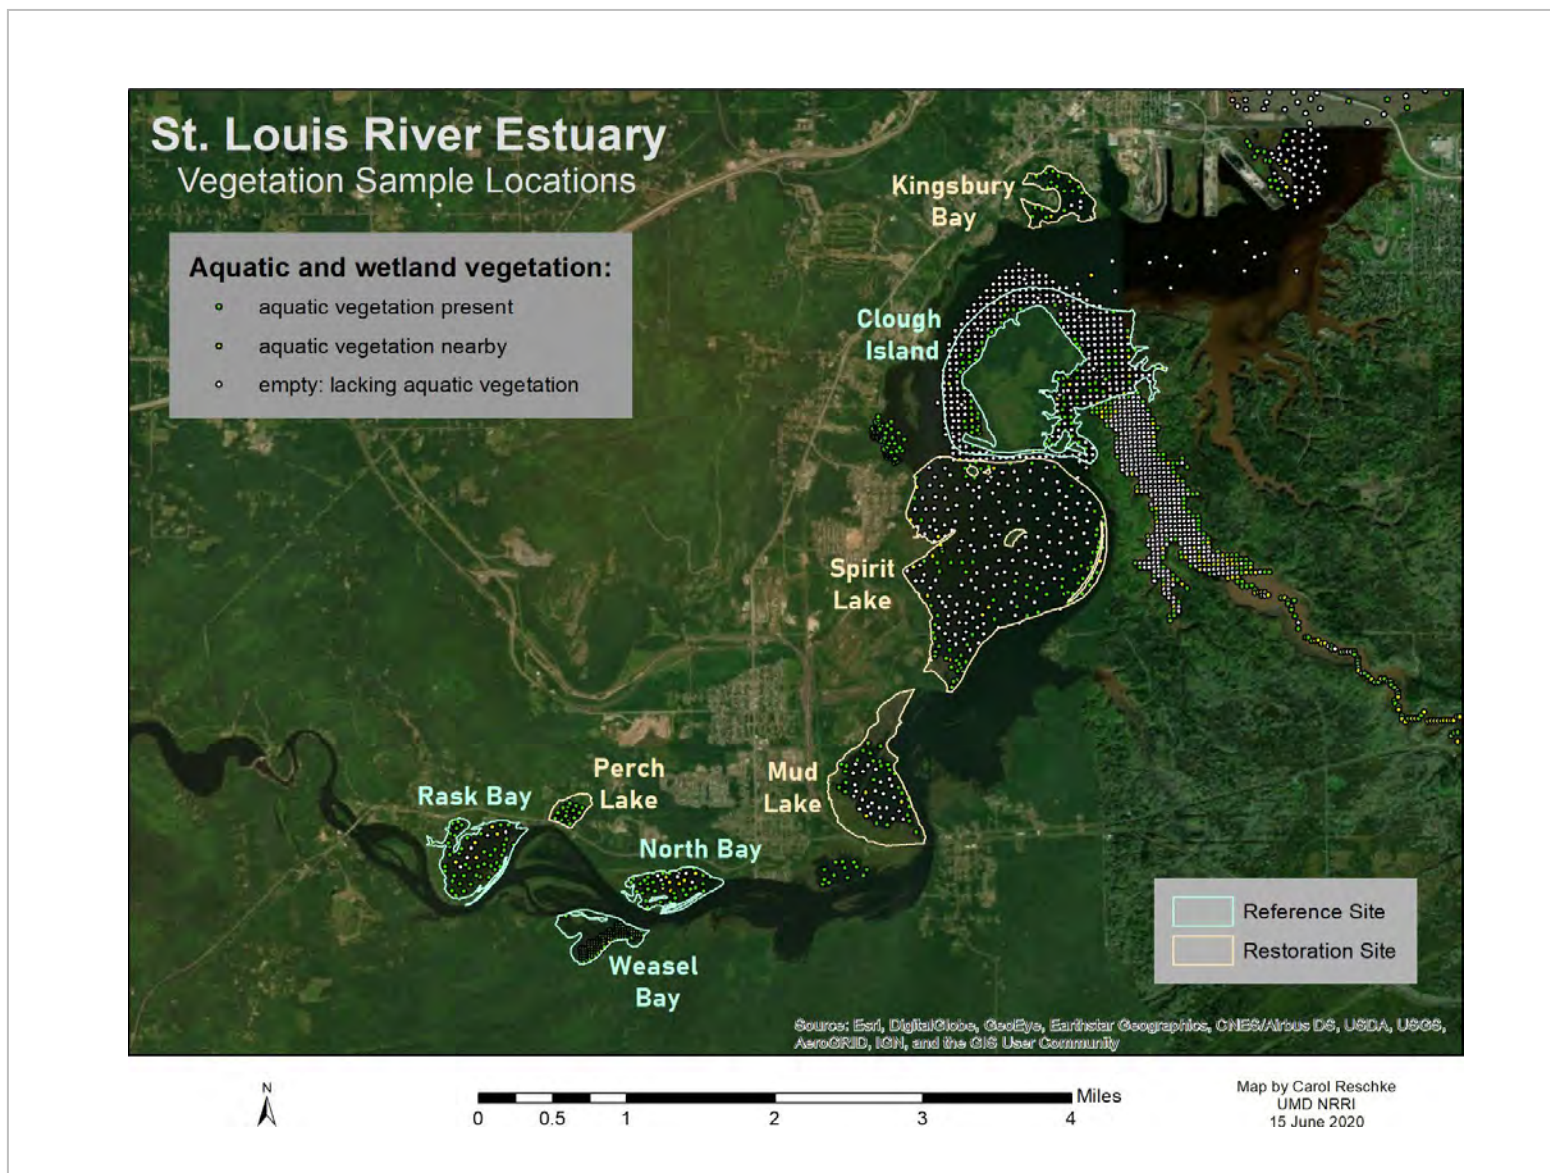 St. Louis River Estuary
Vegetation Sample Locations
Aquatic and wetland vegetation:
aquatic vegetation present
aquatic vegetation nearby
empty: lacking aquatic vegetation
Kingsbury
Bay
Clough
Island
Spirit
Lake
Perch
Lake
Mud
Lake
Rask Bay
North Bay
Weasel
Bay
Reference Site
Restoration Site
Source: Esri, DigitalGlobe, GeoEye, Earthstar Geographics, CNES/Airbus DS, USDA, USGS,
AeroGRID, IGN, and the GIS User Community
N
0 0.5 1 2 3 4 Miles
Map by Carol Reschke
UMD NRRI
15 June 2020